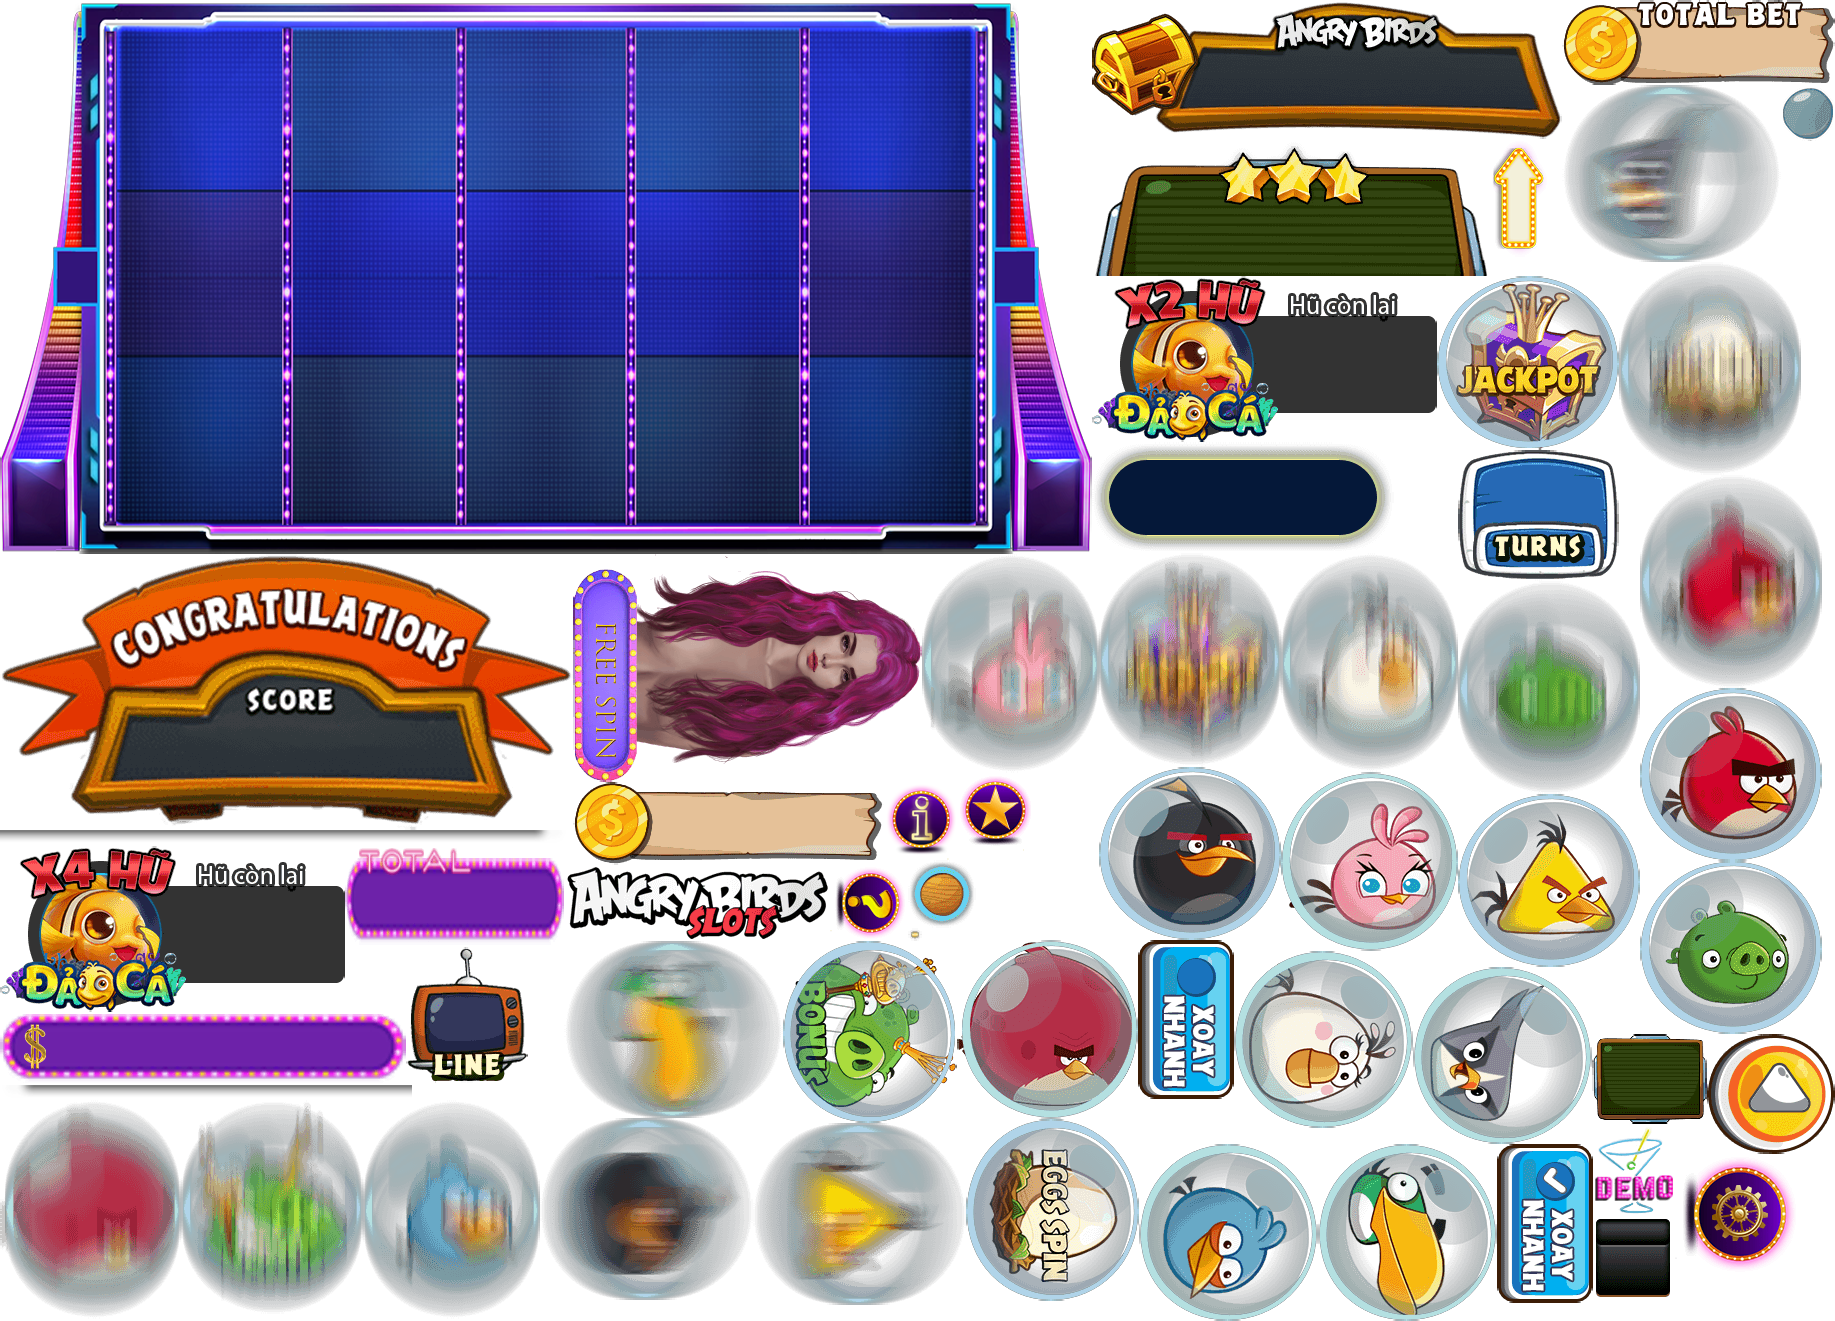 ANGRY BIRDS
TOTAL BET
X2 HŨ
Hũ còn lại
ĐẢO CÁ
JACKPOT
TURNS
CONGRATULATIONS
SCORE
FREE SPIN
X4 HŨ
Hũ còn lại
ĐẢO CÁ
TOTAL
ANGRY BIRDS
SLOTS
LINE
BONUS
XOAY
NHANH
EGGS SPIN
XOAY
NHANH
DEMO